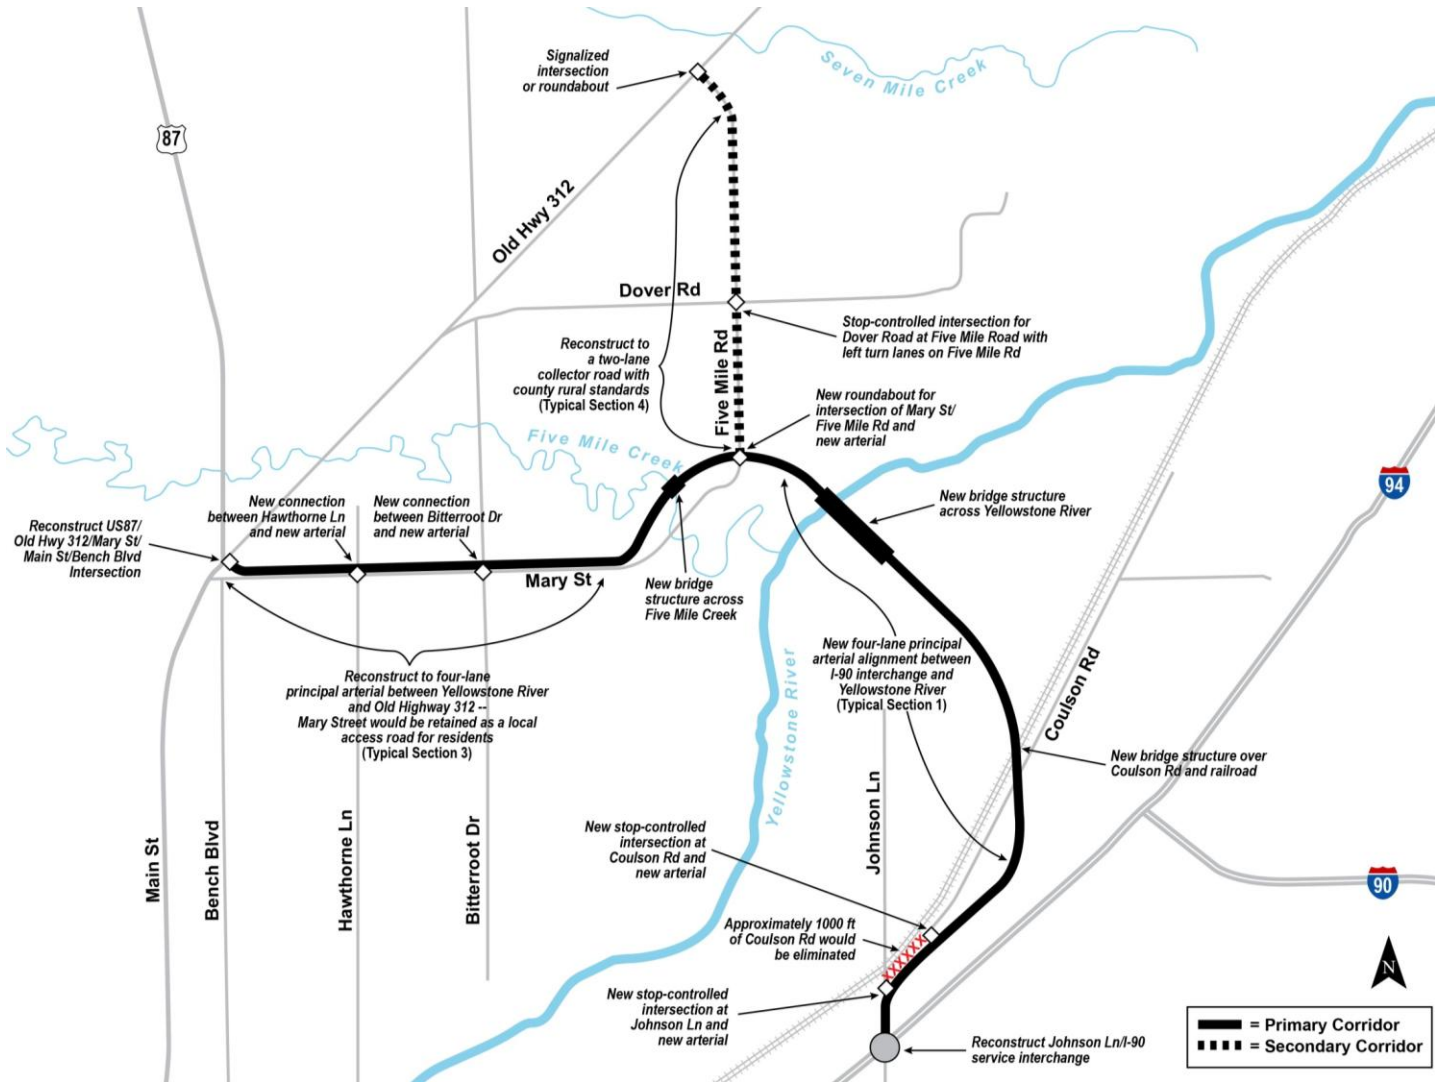 Signalized
intersection
or roundabout
Seven Mile Creek
87
Old Hwy 312
Dover Rd
Stop-controlled intersection for
Dover Road at Five Mile Road with
left turn lanes on Five Mile Rd
Reconstruct to
a two-lane
collector road with
county rural standards
(Typical Section 4)
Five Mile Rd
New roundabout for
intersection of Mary St/
Five Mile Rd and
new arterial
Five Mile Creek
94
New bridge structure
across Yellowstone River
Reconstruct US87/
Old Hwy 312/Mary St/
Main St/Bench Blvd
Intersection
New connection
between Hawthorne Ln
and new arterial
New connection
between Bitterroot Dr
and new arterial
Mary St
New bridge
structure across
Five Mile Creek
Reconstruct to four-lane
principal arterial between Yellowstone River
and Old Highway 312 --
Mary Street would be retained as a local
access road for residents
(Typical Section 3)
New four-lane principal
arterial alignment between
I-90 interchange and
Yellowstone River
(Typical Section 1)
Yellowstone River
Coulson Rd
New bridge structure over
Coulson Rd and railroad
Main St
Bench Blvd
Hawthorne Ln
Bitterroot Dr
Johnson Ln
New stop-controlled
intersection at
Coulson Rd and
new arterial
90
Approximately 1000 ft
of Coulson Rd would
be eliminated
XXXXXX
New stop-controlled
intersection at
Johnson Ln and
new arterial
N
Reconstruct Johnson Ln/I-90
service interchange
= Primary Corridor
= Secondary Corridor